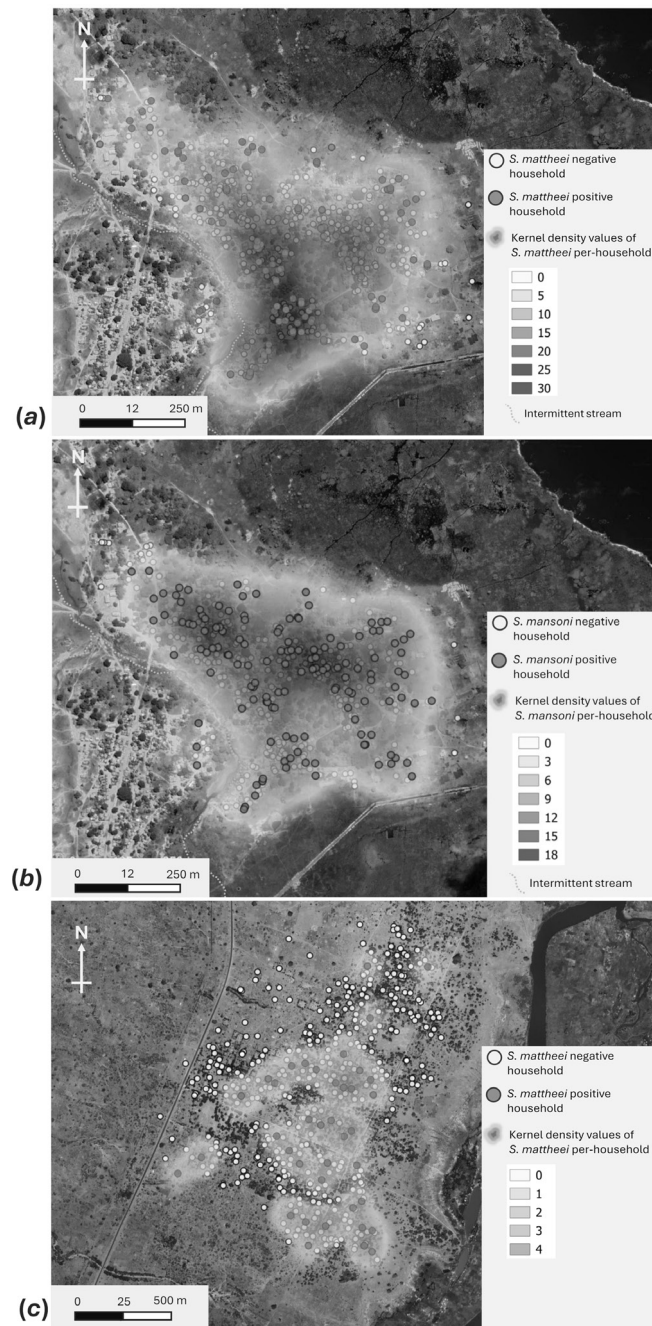 N
S. mattheei negative
household
S. mattheei positive
household
Kernel density values of
S. mattheei per-household
0
5
10
15
20
25
30
Intermittent stream
0 12 250 m
(a)
N
S. mansoni negative
household
S. mansoni positive
household
Kernel density values of
S. mansoni per-household
0
3
6
9
12
15
18
Intermittent stream
0 12 250 m
(b)
N
S. mattheei negative
household
S. mattheei positive
household
Kernel density values of
S. mattheei per-household
0
1
2
3
4
0 25 500 m
(c)